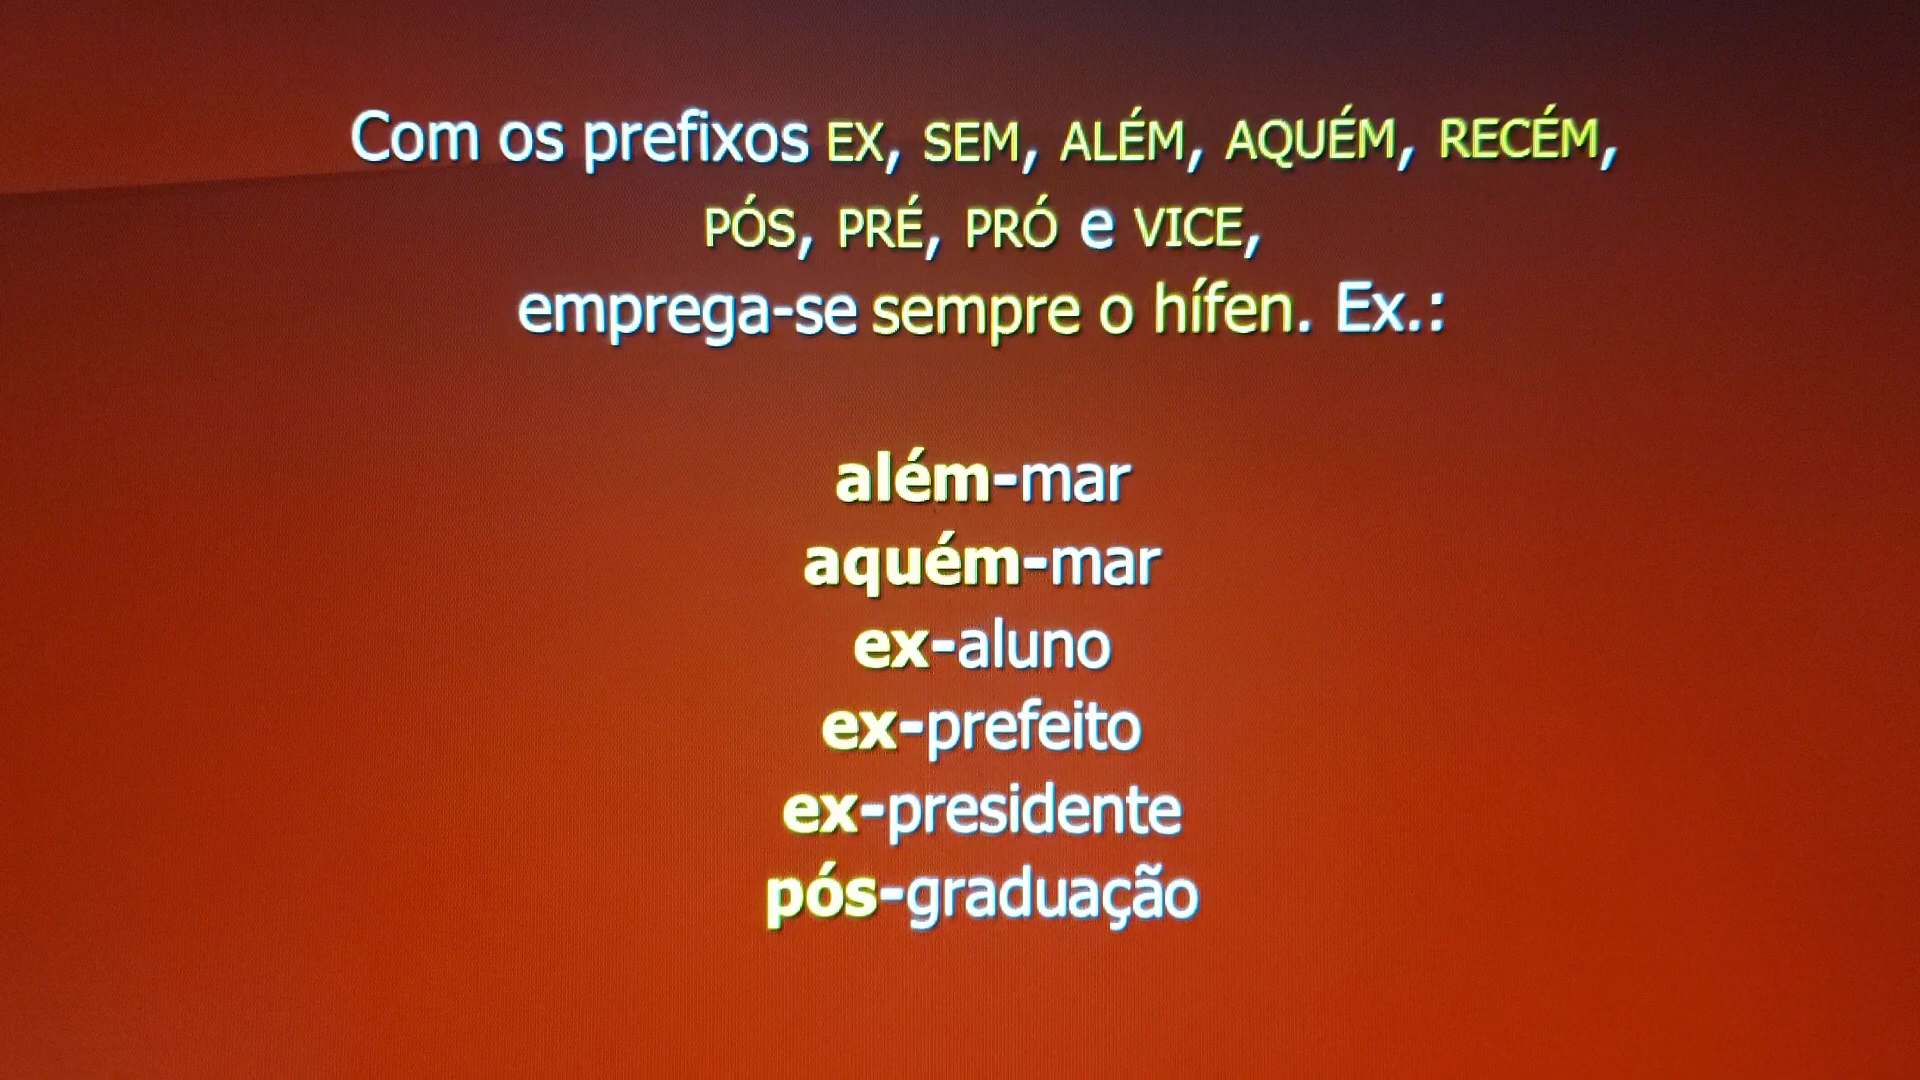 Com os prefixos EX, SEM, ALÉM, AQUÉM, RECÉM,
PÓS, PRÉ, PRÓ e VICE,
emprega-se sempre o hífen. Ex.:
além-mar
aquém-mar
ex-aluno
ex-prefeito
ex-presidente
pós-graduação